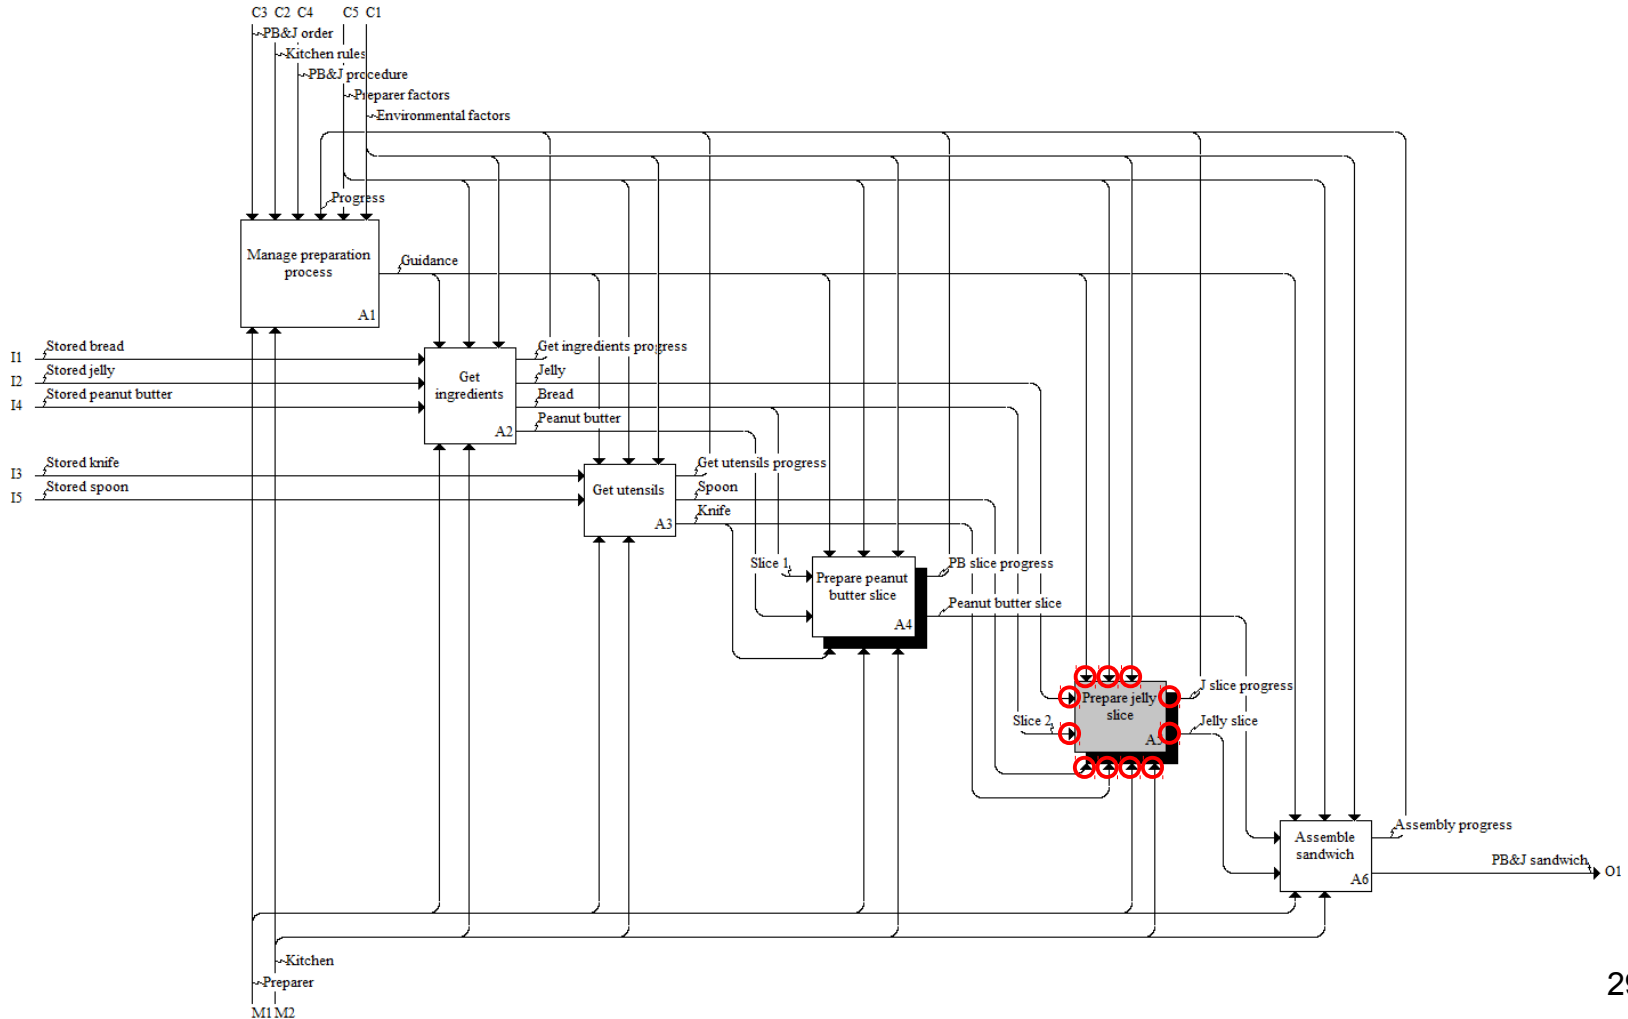 C3 C2 C4 C5 C1
PB&J order
Kitchen rules
PB&J procedure
Preparer factors
Environmental factors
Progress
Manage preparation
process
A1
Guidance
I1 Stored bread
I2 Stored jelly
I4 Stored peanut butter
Get
ingredients
A2
Get ingredients progress
Jelly
Bread
Peanut butter
I3 Stored knife
I5 Stored spoon
Get utensils
A3
Get utensils progress
Spoon
Knife
Slice 1
Prepare peanut
butter slice
A4
PB slice progress
Peanut butter slice
Slice 2
Prepare jelly
slice
J slice progress
Jelly slice
Assemble
sandwich
A6
Assembly progress
PB&J sandwich O1
Kitchen
Preparer
M1 M2